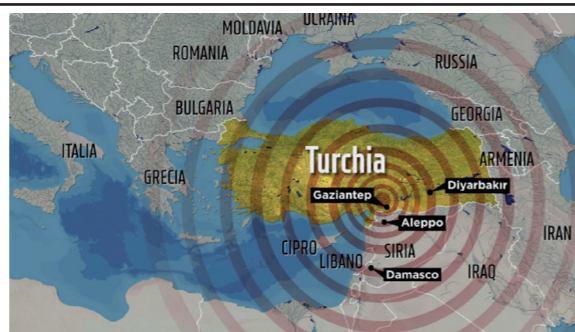 MOLDAVIA
UCRAINA
ROMANIA
RUSSIA
BULGARIA
GEORGIA
ITALIA
GRECIA
Turchia
ARMENIA
Gaziantep
Diyarbakır
Aleppo
CIPRO
LIBANO
SIRIA
IRAN
Damasco
IRAQ